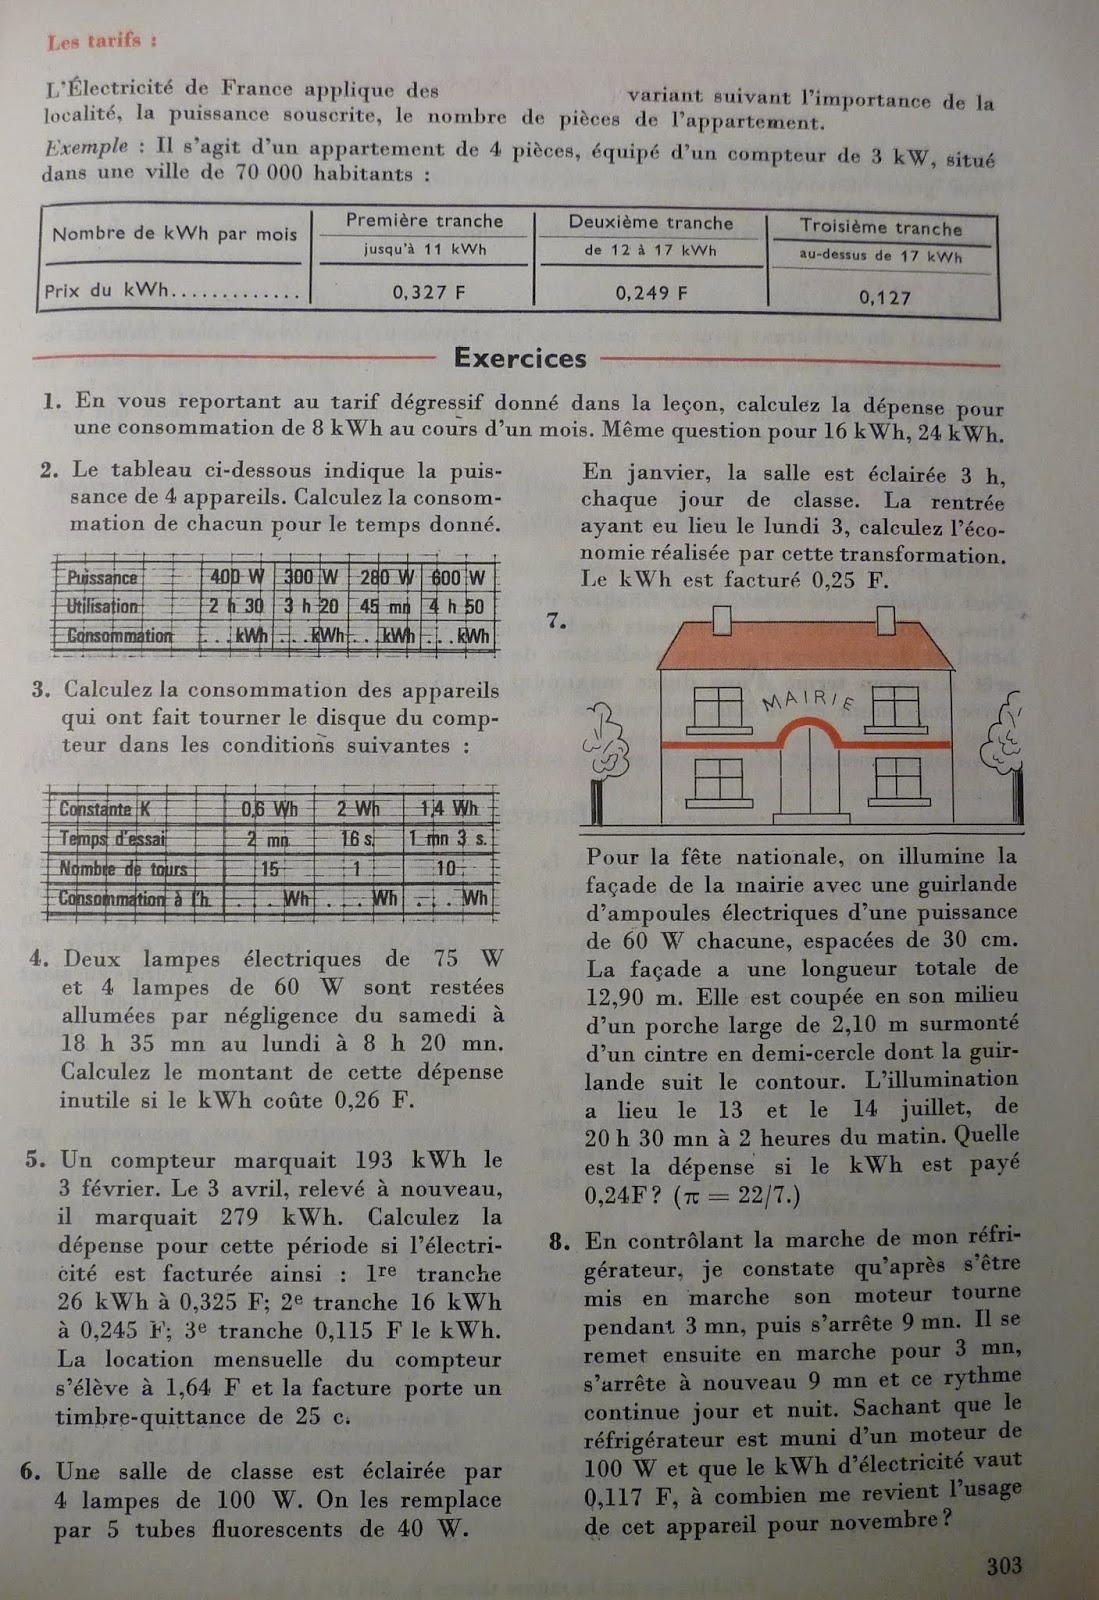 Les tarifs :
L'Électricité de France applique des variant suivant l'importance de la
localité, la puissance souscrite, le nombre de pièces de l'appartement.
Exemple : Il s'agit d'un appartement de 4 pièces, équipé d'un compteur de 3 kW, situé
dans une ville de 70 000 habitants :
Nombre de kWh par mois
Première tranche
jusqu'à 11 kWh
Deuxième tranche
de 12 à 17 kWh
Troisième tranche
au-dessus de 17 kWh
Prix du kWh............. 0,327 F 0,249 F 0,127
Exercices
1. En vous reportant au tarif dégressif donné dans la leçon, calculez la dépense pour
une consommation de 8 kWh au cours d'un mois. Même question pour 16 kWh, 24 kWh.
2. Le tableau ci-dessous indique la puis-
sance de 4 appareils. Calculez la consom-
mation de chacun pour le temps donné.
Puissance 400 W 300 W 280 W 600 W
Utilisation 2 h 30 3 h 20 45 mn 4 h 50
Consommation ... kWh ... kWh ... kWh ... kWh
3. Calculez la consommation des appareils
qui ont fait tourner le disque du comp-
teur dans les conditions suivantes :
Constante K 0,6 Wh 2 Wh 1,4 Wh
Temps d'essai 2 mn 16 s. 1 mn 3 s.
Nombre de tours 15 1 10
Consommation à l'h. ... Wh ... Wh ... Wh
4. Deux lampes électriques de 75 W
et 4 lampes de 60 W sont restées
allumées par négligence du samedi à
18 h 35 mn au lundi à 8 h 20 mn.
Calculez le montant de cette dépense
inutile si le kWh coûte 0,26 F.
5. Un compteur marquait 193 kWh le
3 février. Le 3 avril, relevé à nouveau,
il marquait 279 kWh. Calculez la
dépense pour cette période si l'électri-
cité est facturée ainsi : 1re tranche
26 kWh à 0,325 F; 2e tranche 16 kWh
à 0,245 F; 3e tranche 0,115 F le kWh.
La location mensuelle du compteur
s'élève à 1,64 F et la facture porte un
timbre-quittance de 25 c.
6. Une salle de classe est éclairée par
4 lampes de 100 W. On les remplace
par 5 tubes fluorescents de 40 W.
En janvier, la salle est éclairée 3 h,
chaque jour de classe. La rentrée
ayant eu lieu le lundi 3, calculez l'éco-
nomie réalisée par cette transformation.
Le kWh est facturé 0,25 F.
7.
MAIRIE
Pour la fête nationale, on illumine la
façade de la mairie avec une guirlande
d'ampoules électriques d'une puissance
de 60 W chacune, espacées de 30 cm.
La façade a une longueur totale de
12,90 m. Elle est coupée en son milieu
d'un porche large de 2,10 m surmonté
d'un cintre en demi-cercle dont la guir-
lande suit le contour. L'illumination
a lieu le 13 et le 14 juillet, de
20 h 30 mn à 2 heures du matin. Quelle
est la dépense si le kWh est payé
0,24F? (π = 22/7.)
8. En contrôlant la marche de mon réfri-
gérateur, je constate qu'après s'être
mis en marche son moteur tourne
pendant 3 mn, puis s'arrête 9 mn. Il se
remet ensuite en marche pour 3 mn,
s'arrête à nouveau 9 mn et ce rythme
continue jour et nuit. Sachant que le
réfrigérateur est muni d'un moteur de
100 W et que le kWh d'électricité vaut
0,117 F, à combien me revient l'usage
de cet appareil pour novembre?
303